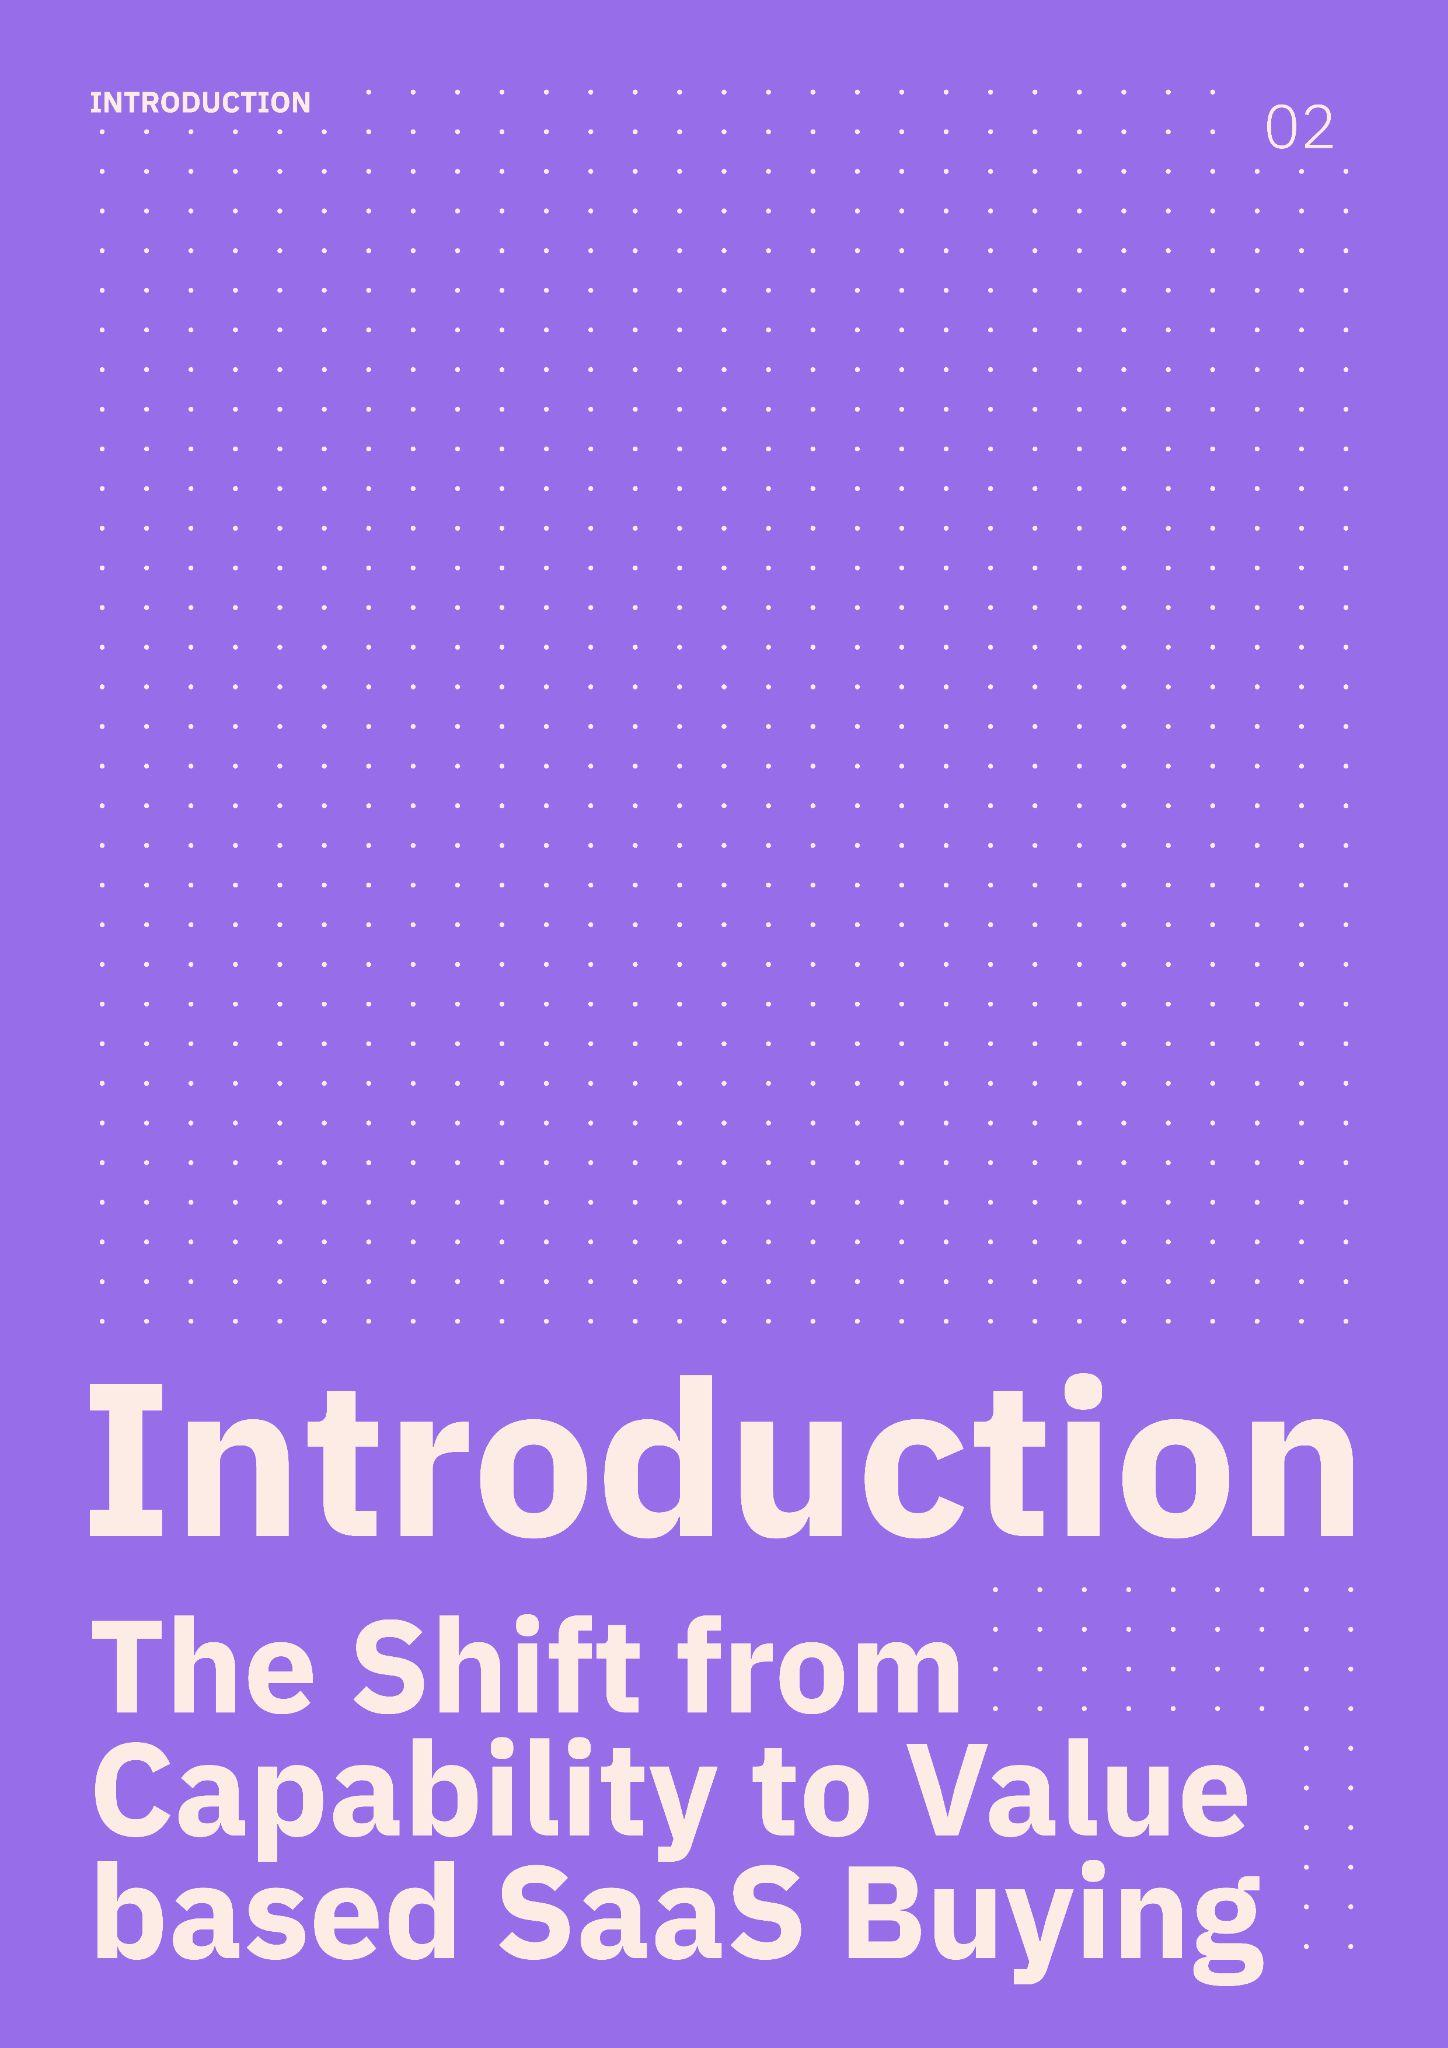 INTRODUCTION
02
Introduction
The Shift from
Capability to Value
based SaaS Buying